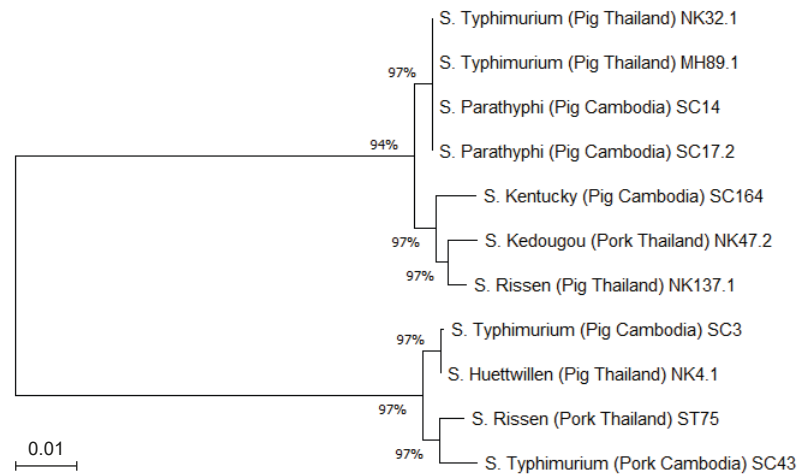 S. Typhimurium (Pig Thailand) NK32.1
97%
S. Typhimurium (Pig Thailand) MH89.1
S. Parathyphi (Pig Cambodia) SC14
94%
S. Parathyphi (Pig Cambodia) SC17.2
S. Kentucky (Pig Cambodia) SC164
97%
S. Kedougou (Pork Thailand) NK47.2
97%
S. Rissen (Pig Thailand) NK137.1
S. Typhimurium (Pig Cambodia) SC3
97%
S. Huettwillen (Pig Thailand) NK4.1
97%
S. Rissen (Pork Thailand) ST75
0.01
97%
S. Typhimurium (Pork Cambodia) SC43